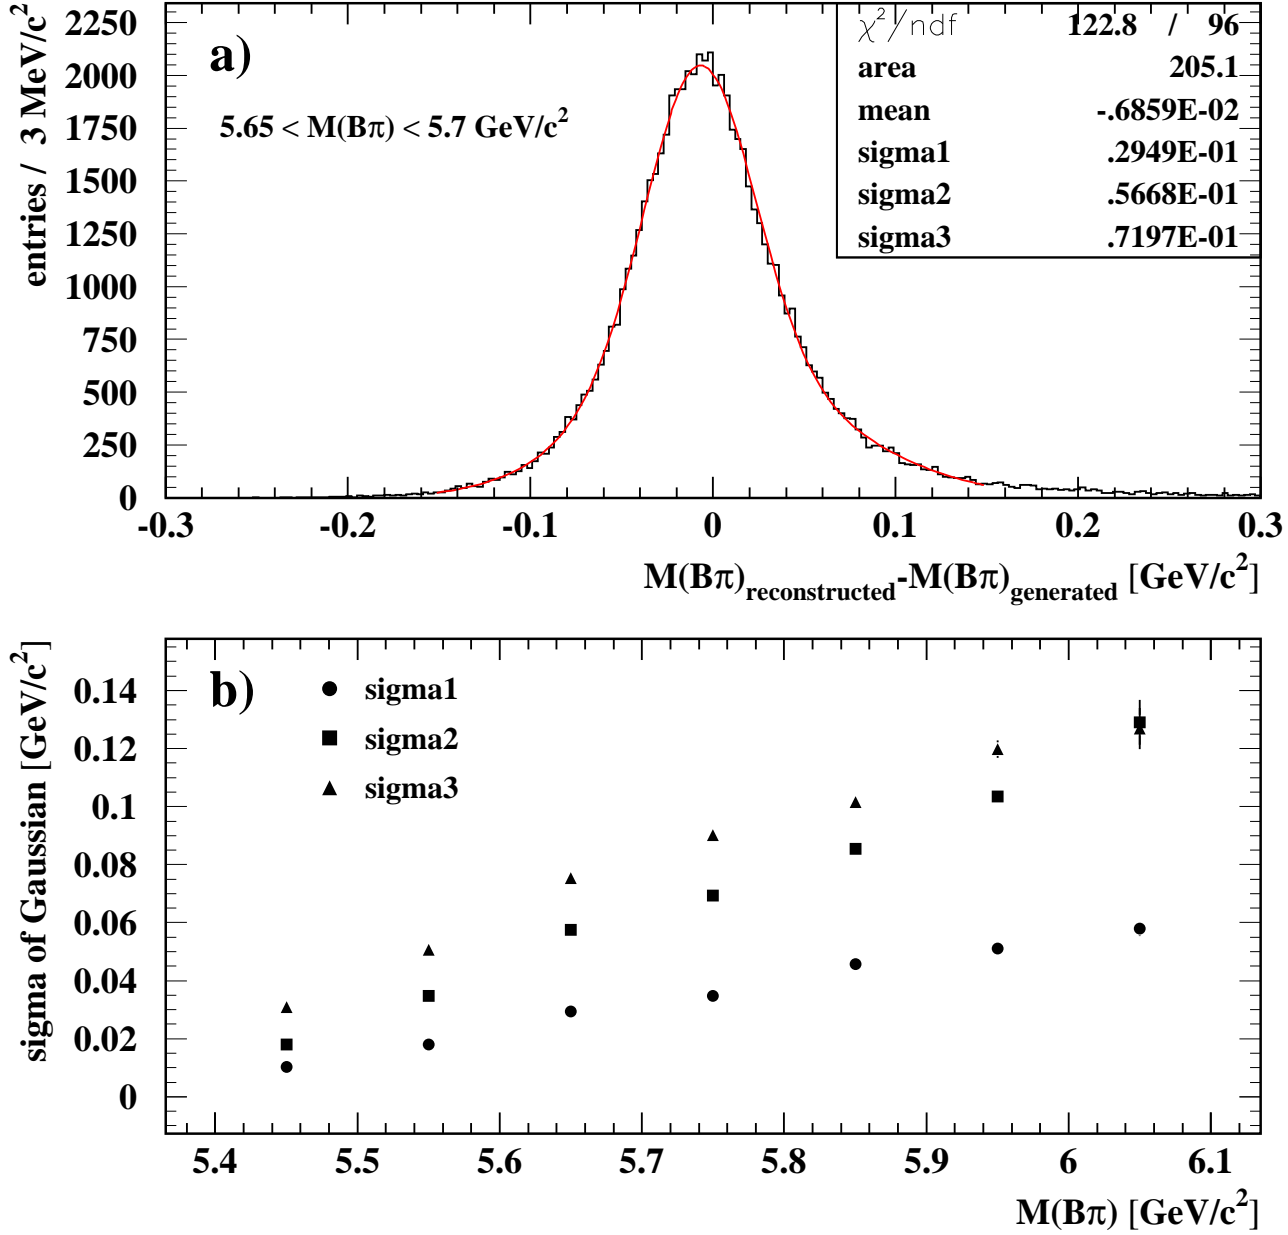 entries / 3 MeV/c²
2250
2000
1750
1500
1250
1000
750
500
250
0
a)
5.65 < M(Bπ) < 5.7 GeV/c²
χ²/ndf 122.8 / 96
area 205.1
mean -.6859E-02
sigma1 .2949E-01
sigma2 .5668E-01
sigma3 .7197E-01
-0.3 -0.2 -0.1 0 0.1 0.2 0.3
M(Bπ)reconstructed-M(Bπ)generated [GeV/c²]
sigma of Gaussian [GeV/c²]
0.14
0.12
0.1
0.08
0.06
0.04
0.02
0
b)
sigma1
sigma2
sigma3
5.4 5.5 5.6 5.7 5.8 5.9 6 6.1
M(Bπ) [GeV/c²]